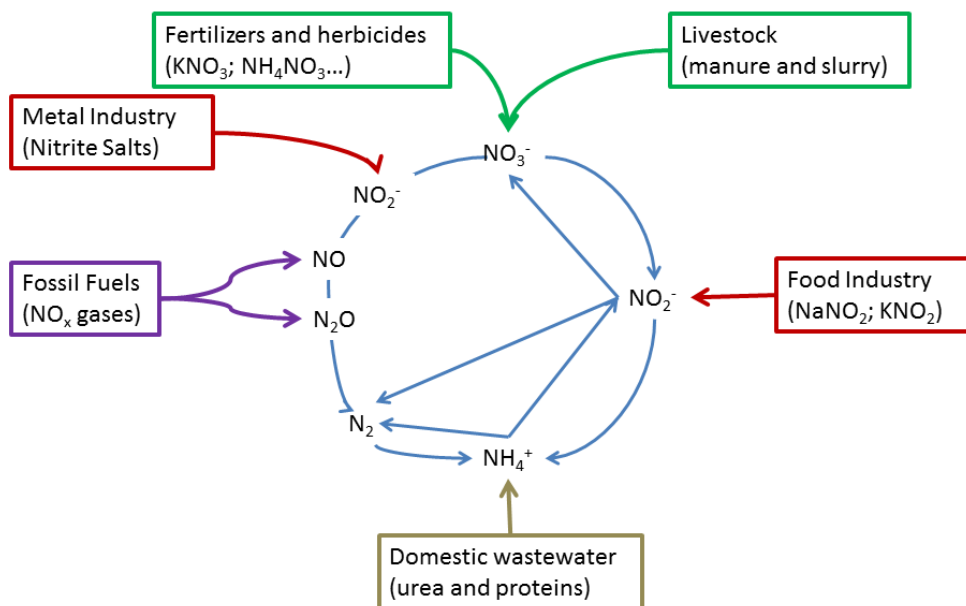 Fertilizers and herbicides
(KNO₃; NH₄NO₃...)
Livestock
(manure and slurry)
Metal Industry
(Nitrite Salts)
NO₃⁻
NO₂⁻
NO
Fossil Fuels
(NOₓ gases)
N₂O
NO₂⁻
Food Industry
(NaNO₂; KNO₂)
N₂
NH₄⁺
Domestic wastewater
(urea and proteins)